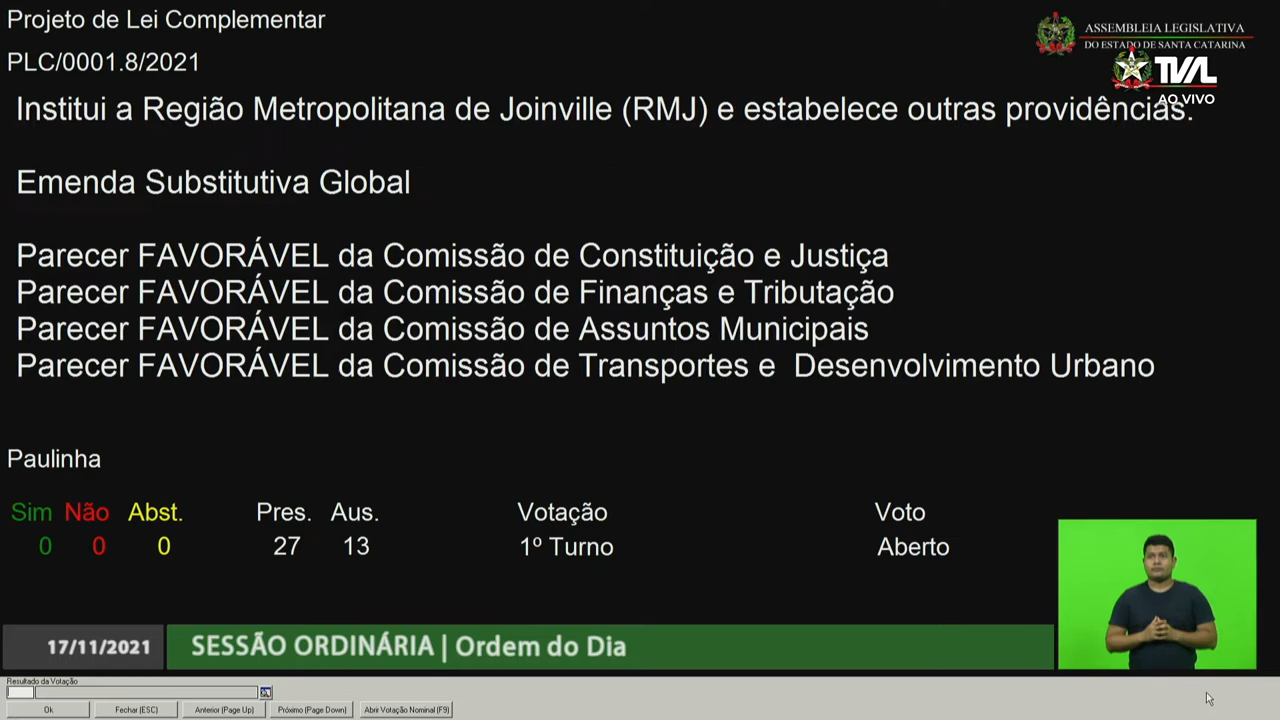 Projeto de Lei Complementar
PLC/0001.8/2021
ASSEMBLEIA LEGISLATIVA
DO ESTADO DE SANTA CATARINA
TVAL
AO VIVO
Institui a Região Metropolitana de Joinville (RMJ) e estabelece outras providências.
Emenda Substitutiva Global
Parecer FAVORÁVEL da Comissão de Constituição e Justiça
Parecer FAVORÁVEL da Comissão de Finanças e Tributação
Parecer FAVORÁVEL da Comissão de Assuntos Municipais
Parecer FAVORÁVEL da Comissão de Transportes e Desenvolvimento Urbano
Paulinha
Sim Não Abst. Pres. Aus. Votação Voto
0 0 0 27 13 1º Turno Aberto
17/11/2021 SESSÃO ORDINÁRIA | Ordem do Dia
Resultado da Votação
Ok Fechar (ESC) Anterior (Page Up) Próximo (Page Down) Abrir Votação Nominal (F9)